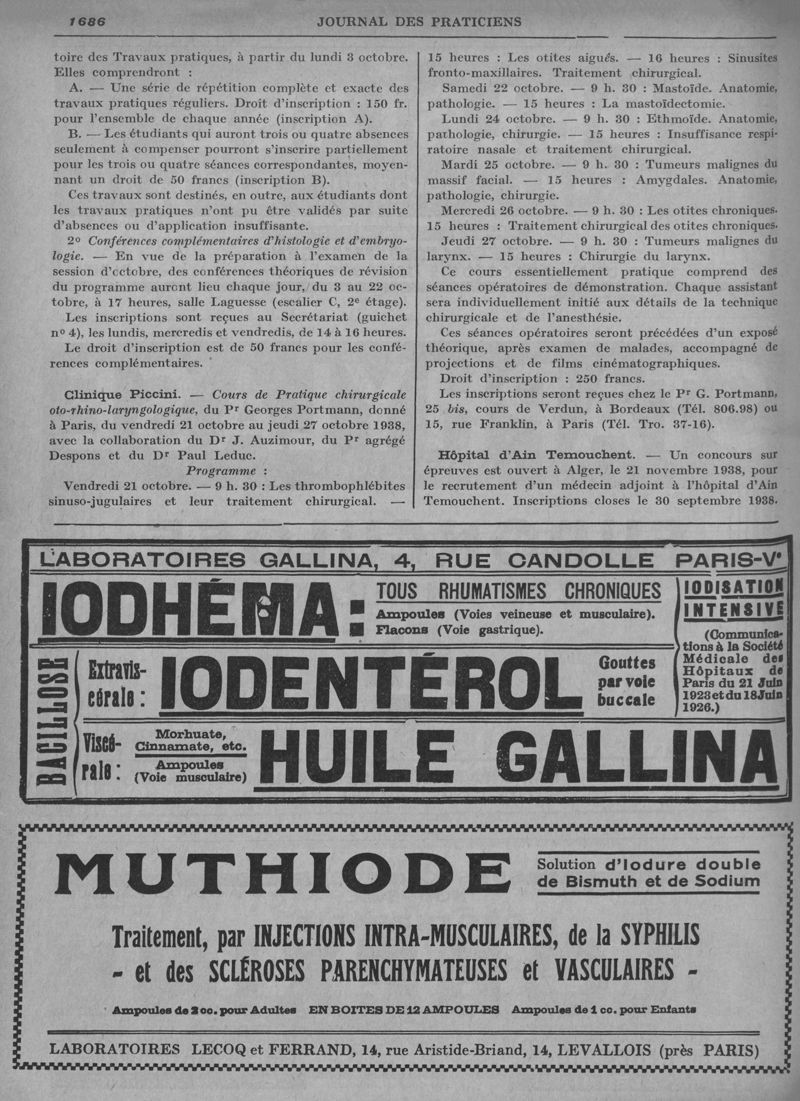 1686
JOURNAL DES PRATICIENS
toire des Travaux pratiques, à partir du lundi 3 octobre.
Elles comprendront :
A. — Une série de répétition complète et exacte des
travaux pratiques réguliers. Droit d'inscription : 150 fr.
pour l'ensemble de chaque année (inscription A).
B. — Les étudiants qui auront trois ou quatre absences
seulement à compenser pourront s'inscrire partiellement
pour les trois ou quatre séances correspondantes, moyen-
nant un droit de 50 francs (inscription B).
Ces travaux sont destinés, en outre, aux étudiants dont
les travaux pratiques n'ont pu être validés par suite
d'absences ou d'application insuffisante.
2º Conférences complémentaires d'histologie et d'embryo-
logie. — En vue de la préparation à l'examen de la
session d'octobre, des conférences théoriques de révision
du programme auront lieu chaque jour, du 3 au 22 oc-
tobre, à 17 heures, salle Laguesse (escalier C, 2e étage).
Les inscriptions sont reçues au Secrétariat (guichet
nº 4), les lundis, mercredis et vendredis, de 14 à 16 heures.
Le droit d'inscription est de 50 francs pour les confé-
rences complémentaires.
Clinique Piccini. — Cours de Pratique chirurgicale
oto-rhino-laryngologique, du Pr Georges Portmann, donné
à Paris, du vendredi 21 octobre au jeudi 27 octobre 1938,
avec la collaboration du Dr J. Auzimour, du Pr agrégé
Despons et du Dr Paul Leduc.
Programme :
Vendredi 21 octobre. — 9 h. 30 : Les thrombophlébites
sinuso-jugulaires et leur traitement chirurgical. —
15 heures : Les otites aiguës. — 16 heures : Sinusites
fronto-maxillaires. Traitement chirurgical.
Samedi 22 octobre. — 9 h. 30 : Mastoïde. Anatomie,
pathologie. — 15 heures : La mastoïdectomie.
Lundi 24 octobre. — 9 h. 30 : Ethmoïde. Anatomie,
pathologie, chirurgie. — 15 heures : Insuffisance respi-
ratoire nasale et traitement chirurgical.
Mardi 25 octobre. — 9 h. 30 : Tumeurs malignes du
massif facial. — 15 heures : Amygdales. Anatomie,
pathologie, chirurgie.
Mercredi 26 octobre. — 9 h. 30 : Les otites chroniques.
15 heures : Traitement chirurgical des otites chroniques.
Jeudi 27 octobre. — 9 h. 30 : Tumeurs malignes du
larynx. — 15 heures : Chirurgie du larynx.
Ce cours essentiellement pratique comprend des
séances opératoires de démonstration. Chaque assistant
sera individuellement initié aux détails de la technique
chirurgicale et de l'anesthésie.
Ces séances opératoires seront précédées d'un exposé
théorique, après examen de malades, accompagné de
projections et de films cinématographiques.
Droit d'inscription : 250 francs.
Les inscriptions seront reçues chez le Pr G. Portmann,
25 bis, cours de Verdun, à Bordeaux (Tél. 806.98) ou
15, rue Franklin, à Paris (Tél. Tro. 37-16).
Hôpital d'Ain Temouchent. — Un concours sur
épreuves est ouvert à Alger, le 21 novembre 1938, pour
le recrutement d'un médecin adjoint à l'hôpital d'Ain
Temouchent. Inscriptions closes le 30 septembre 1938.
LABORATOIRES GALLINA, 4, RUE CANDOLLE PARIS-Ve
IODHÉMA:
TOUS RHUMATISMES CHRONIQUES
Ampoules (Voies veineuse et musculaire).
Flacons (Voie gastrique).
IODISATION
INTENSIVE
(Communica-
tions à la Société
Médicale des
Hôpitaux de
Paris du 21 Juin
1923 et du 18 Juin
1926.)
BACILLOSE
Extravis-
cérale :
IODENTÉROL
Gouttes
par voie
buccale
Viscé-
rale :
Morhuate,
Cinnamate, etc.
Ampoules
(Voie musculaire)
HUILE GALLINA
MUTHIODE
Solution d'Iodure double
de Bismuth et de Sodium
Traitement, par INJECTIONS INTRA-MUSCULAIRES, de la SYPHILIS
- et des SCLÉROSES PARENCHYMATEUSES et VASCULAIRES -
Ampoules de 2 cc. pour Adultes EN BOITES DE 12 AMPOULES Ampoules de 1 cc. pour Enfants
LABORATOIRES LECOQ et FERRAND, 14, rue Aristide-Briand, 14, LEVALLOIS (près PARIS)